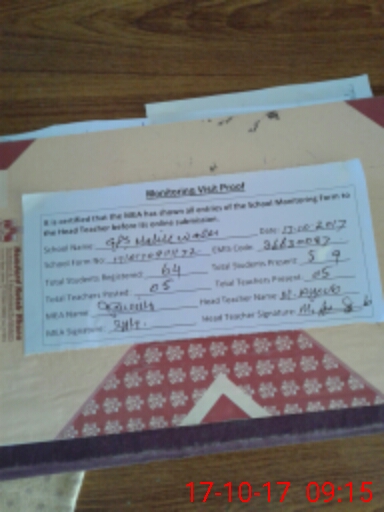 Monitoring Visit Proof
It is certified that the MEA has shown all entries of the School Monitoring Form to
the Head Teacher before its online submission.
School Name: GPS Date: 17-10-2017
School Form No: EMIS Code: 36630087
Total Students Registered: 64 Total Students Present: 59
Total Teachers Posted: 05 Total Teachers Present: 05
MEA Name: Head Teacher Name: M.
MEA Signature: Head Teacher Signature:
17-10-17 09:15